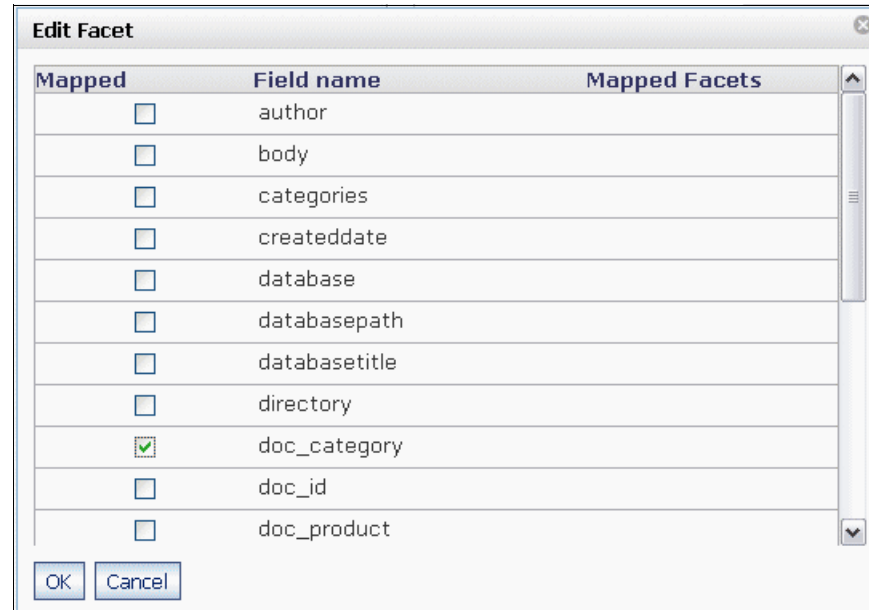 Edit Facet
Mapped Field name Mapped Facets
author
body
categories
createddate
database
databasepath
databasetitle
directory
doc_category
doc_id
doc_product
OK Cancel